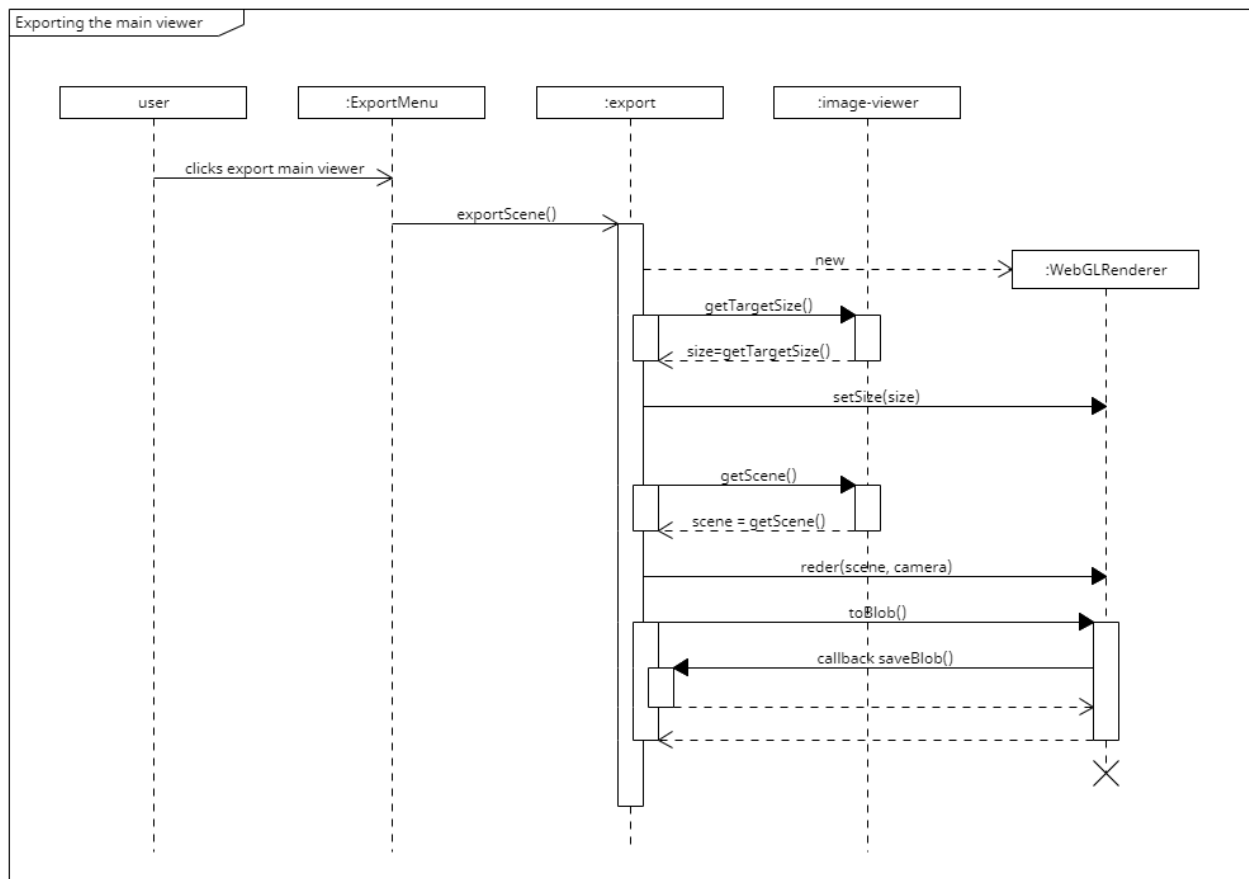 Exporting the main viewer
user
:ExportMenu
:export
:image-viewer
clicks export main viewer
exportScene()
new
:WebGLRenderer
getTargetSize()
size=getTargetSize()
setSize(size)
getScene()
scene = getScene()
reder(scene, camera)
toBlob()
callback saveBlob()